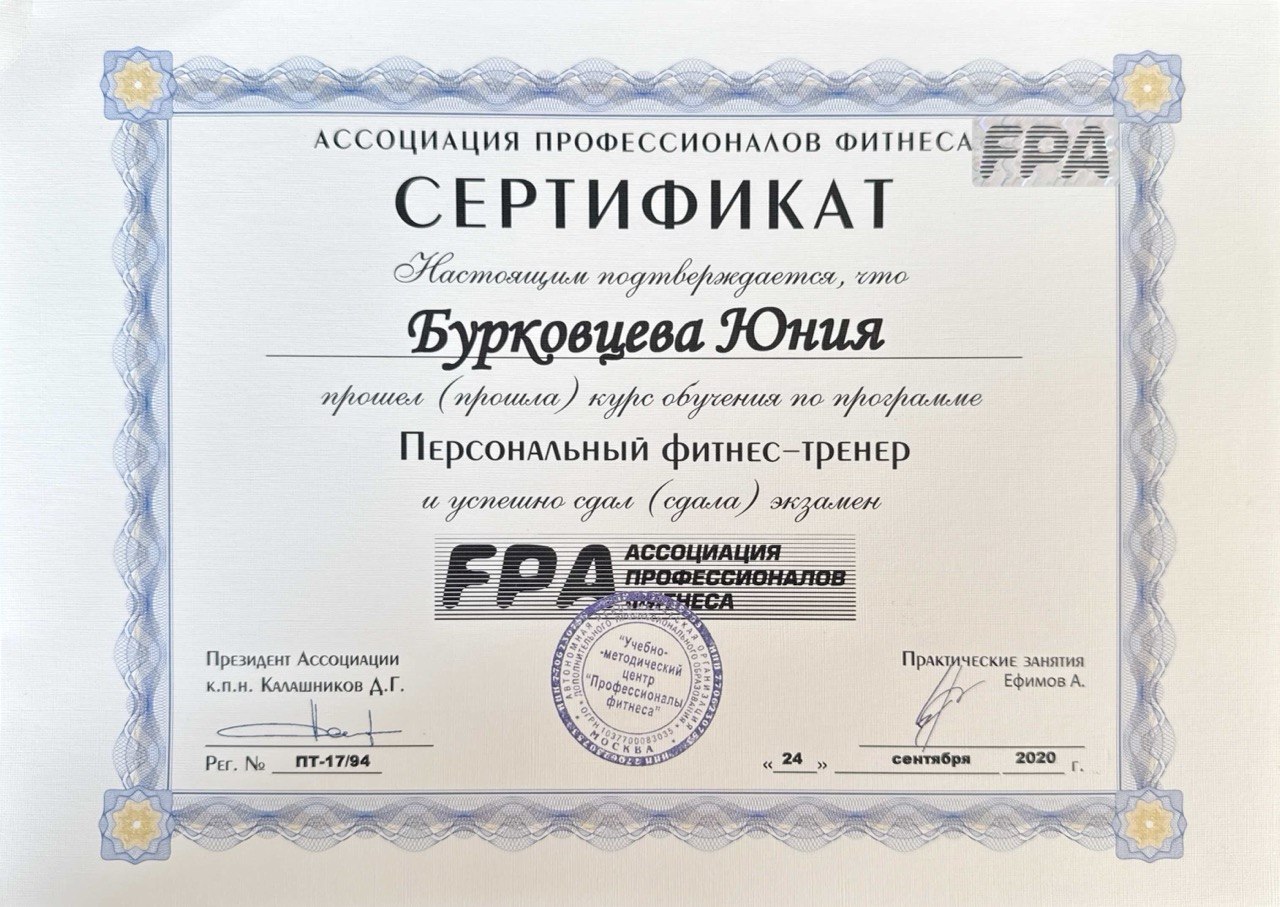 АССОЦИАЦИЯ ПРОФЕССИОНАЛОВ ФИТНЕСА
FPA
СЕРТИФИКАТ
Настоящим подтверждается, что
Бурковцева Юния
прошел (прошла) курс обучения по программе
Персональный фитнес-тренер
и успешно сдал (сдала) экзамен
FPA
АССОЦИАЦИЯ
ПРОФЕССИОНАЛОВ
ФИТНЕСА
"Учебно-
-методический
центр
"Профессионалы
фитнеса"
ОГРН 1037700083035
МОСКВА
Президент Ассоциации
к.п.н. Калашников Д.Г.
Рег. № ПТ-17/94
Практические занятия
Ефимов А.
« 24 » сентября 2020 г.